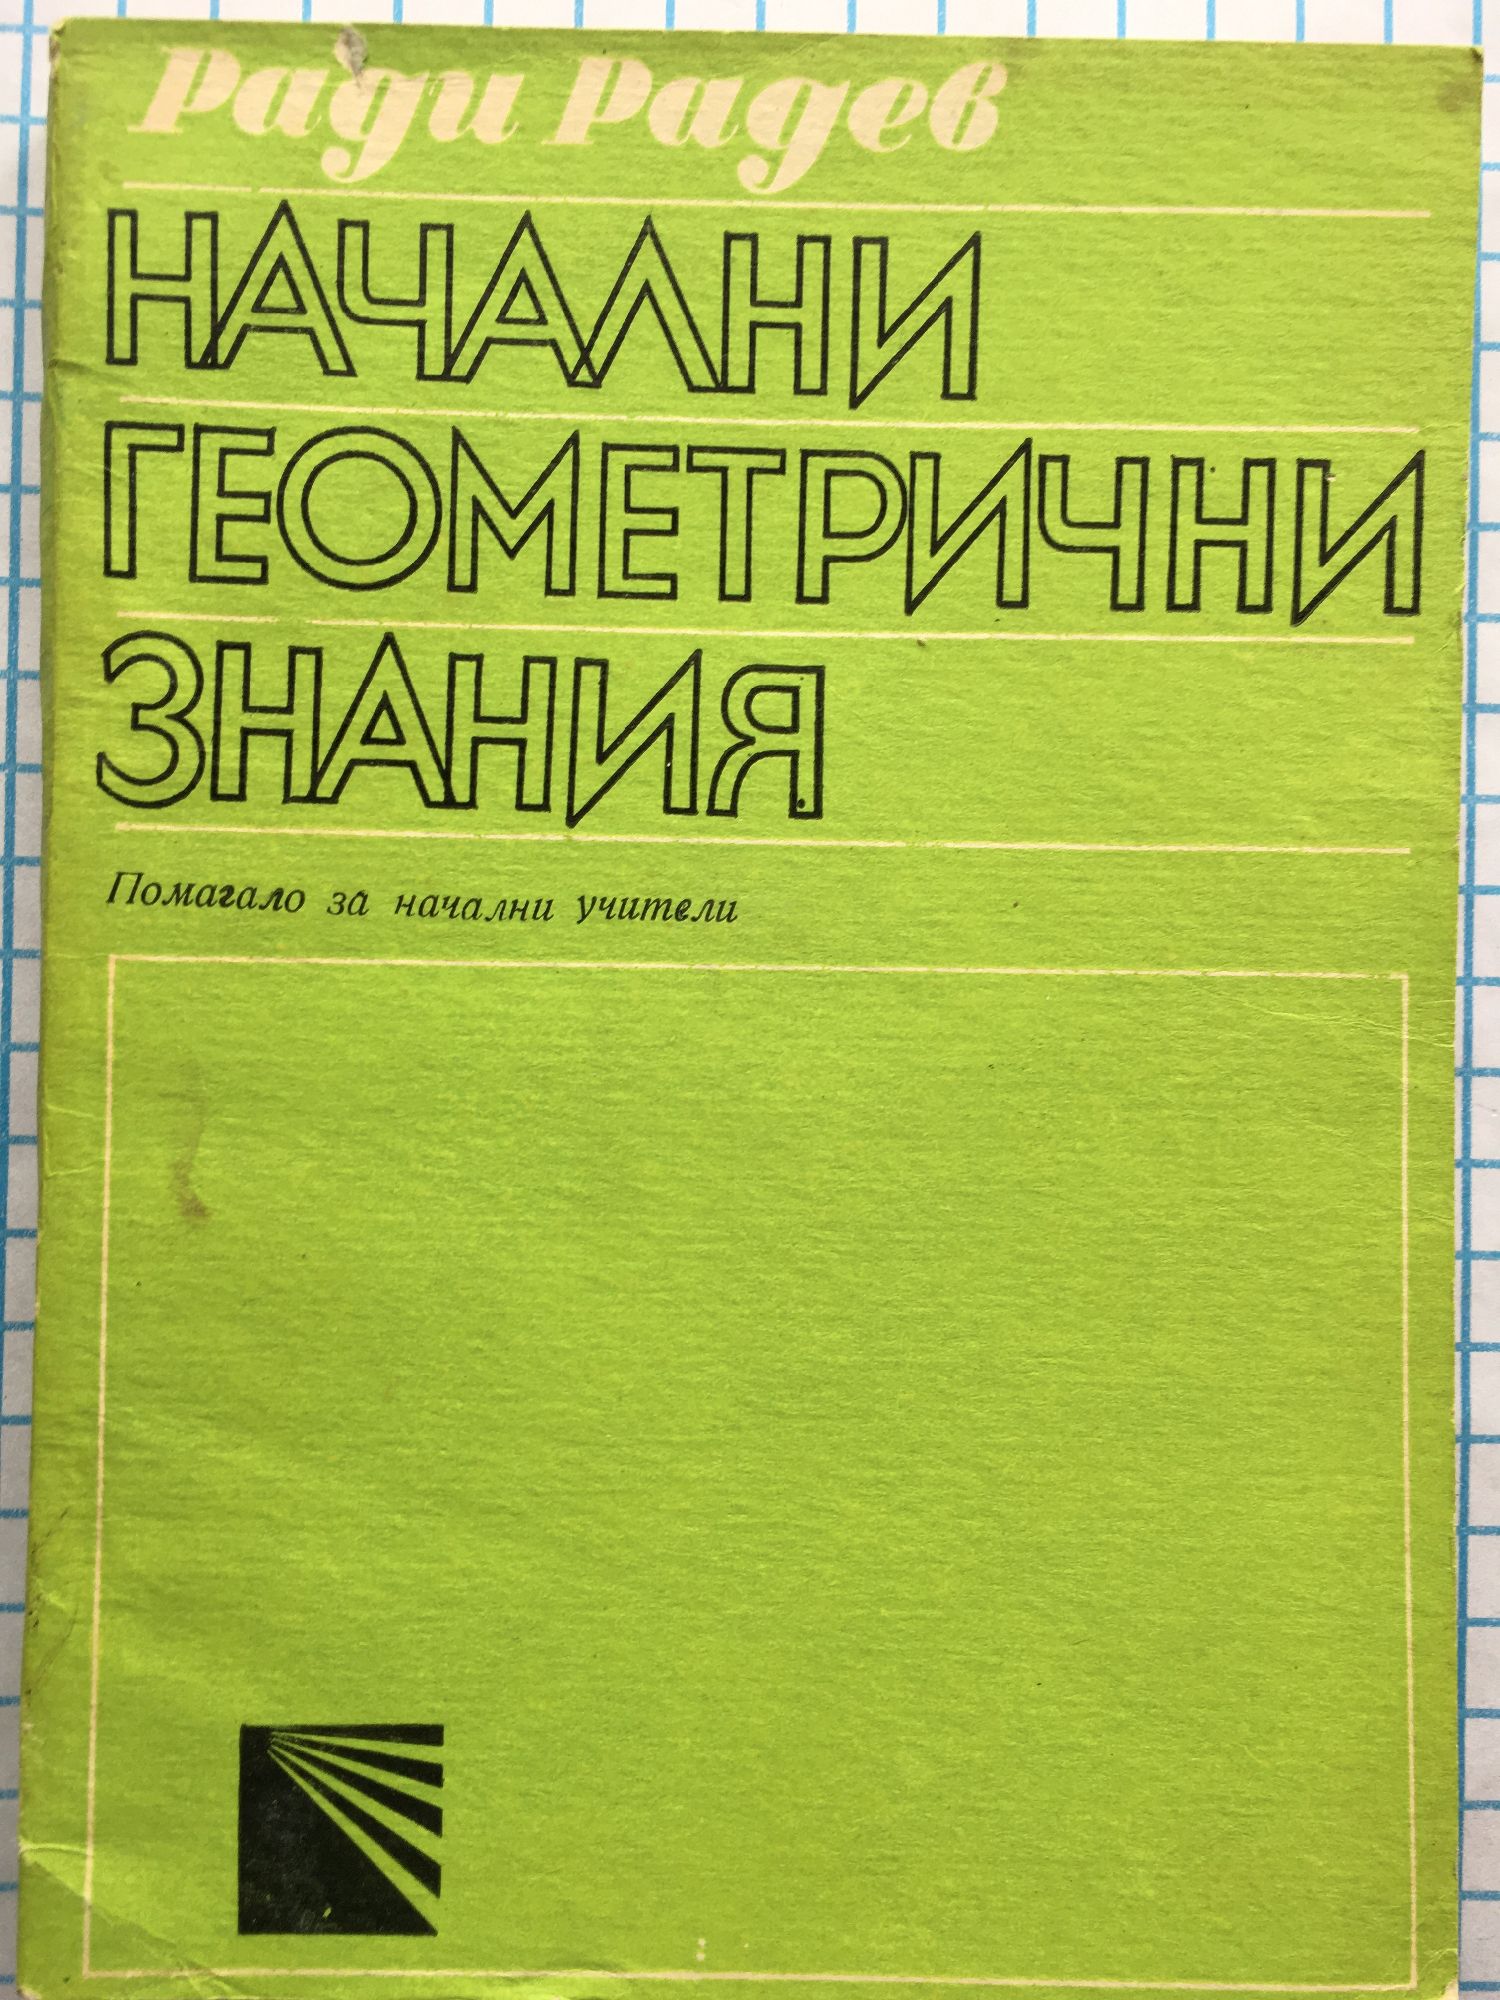 Ради Радев
НАЧАЛНИ
ГЕОМЕТРИЧНИ
ЗНАНИЯ
Помагало за начални учители